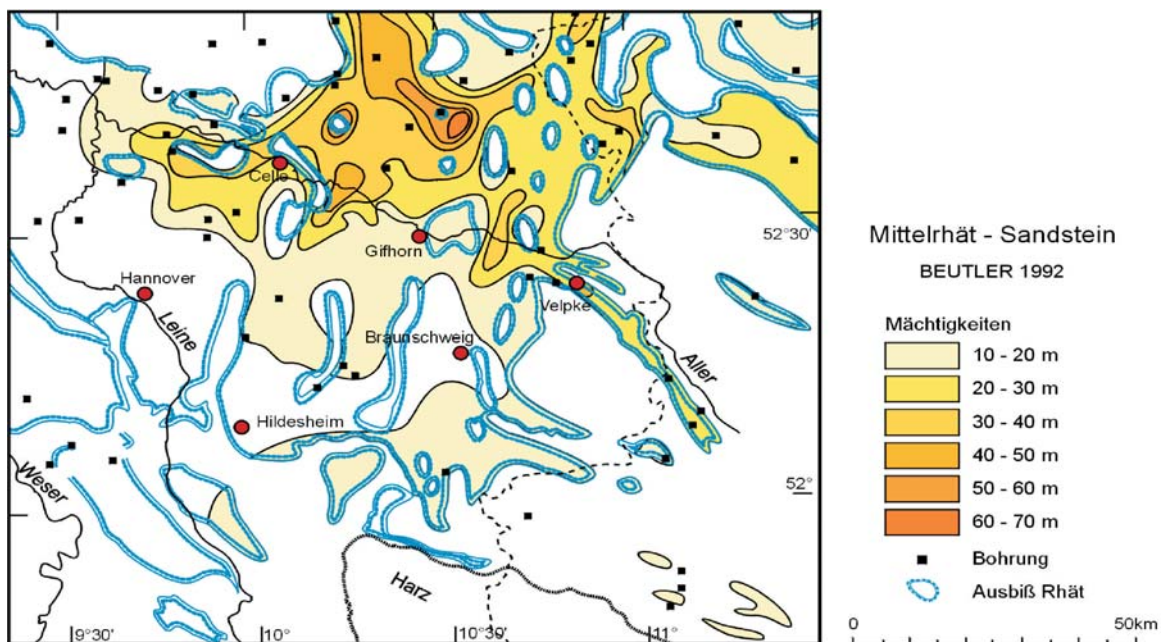 Celle
Gifhorn
52°30'
Hannover
Velpke
Leine
Braunschweig
Aller
Hildesheim
Weser
52°
Harz
9°30'
10°
10°30'
11°
Mittelrhät - Sandstein
BEUTLER 1992
Mächtigkeiten
10 - 20 m
20 - 30 m
30 - 40 m
40 - 50 m
50 - 60 m
60 - 70 m
Bohrung
Ausbiß Rhät
0 50km